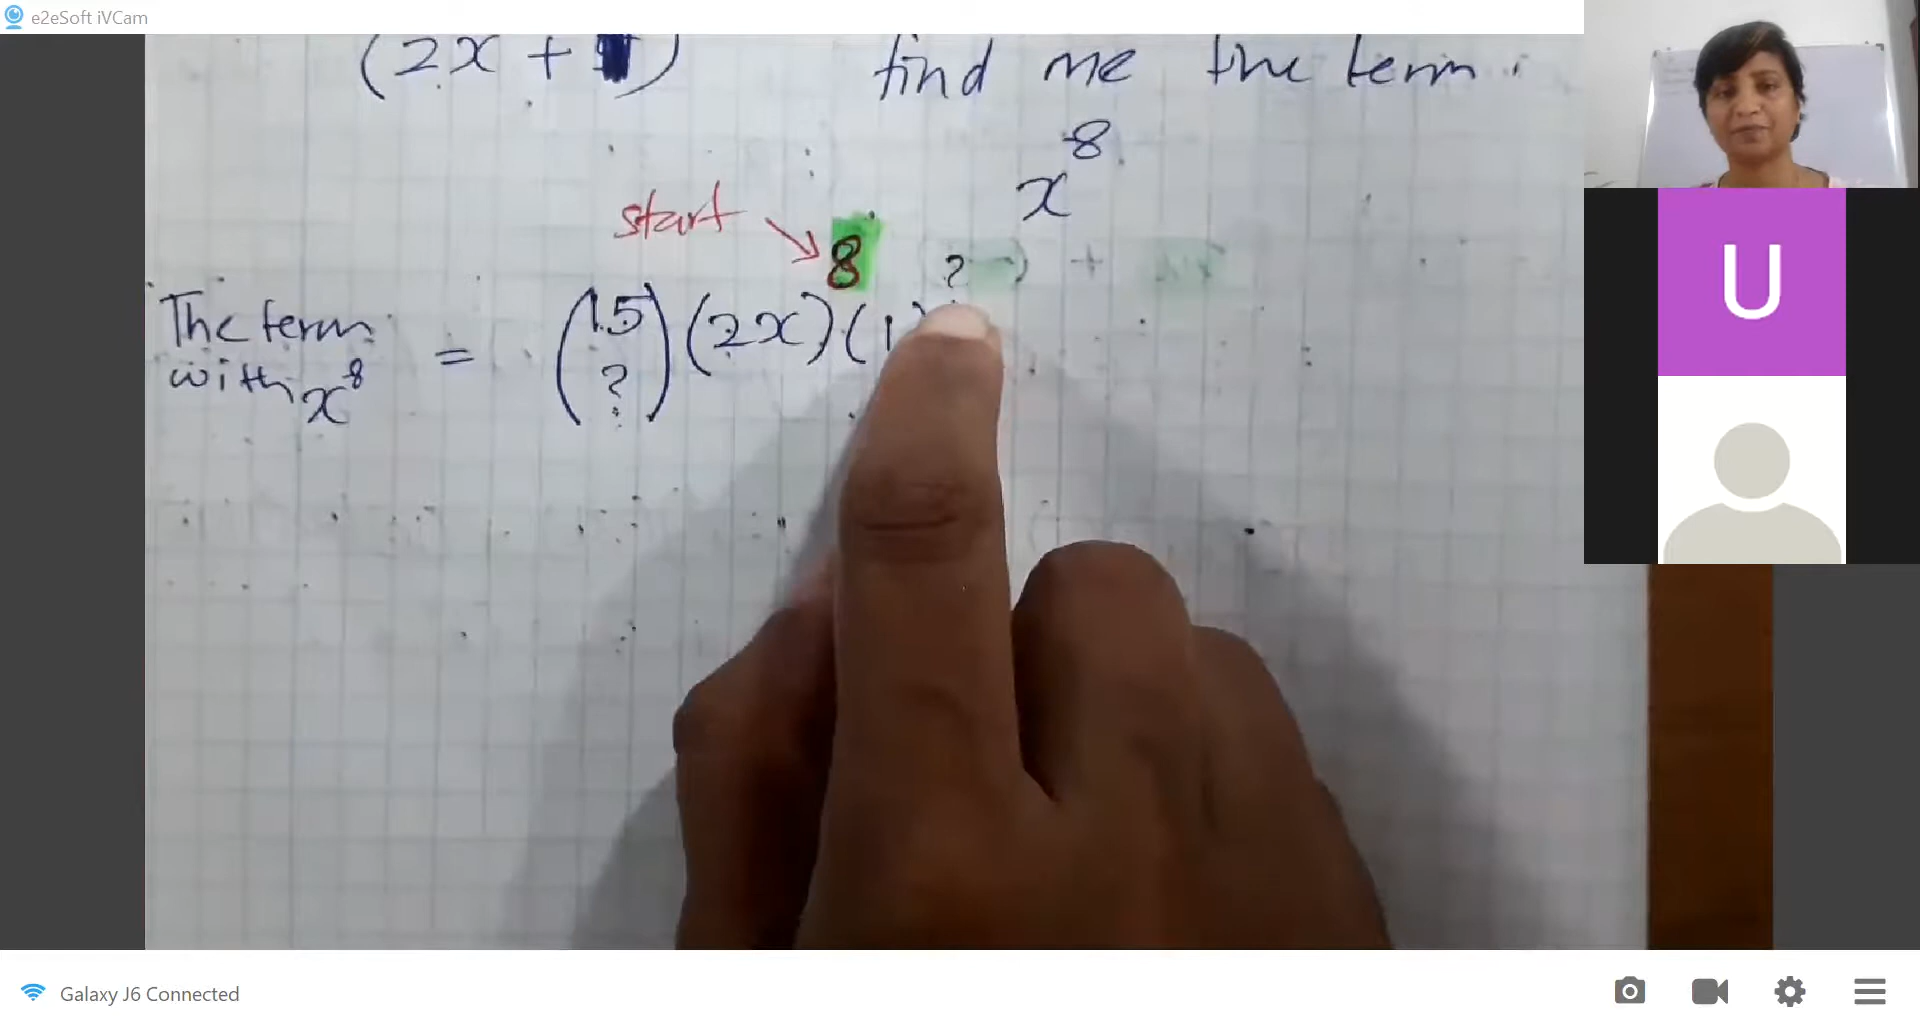 e2eSoft iVCam
(2x + 1) find me the term
x^8
start → 8 ?
The term with x^8 = (15 ?) (2x) (1)
U
Galaxy J6 Connected